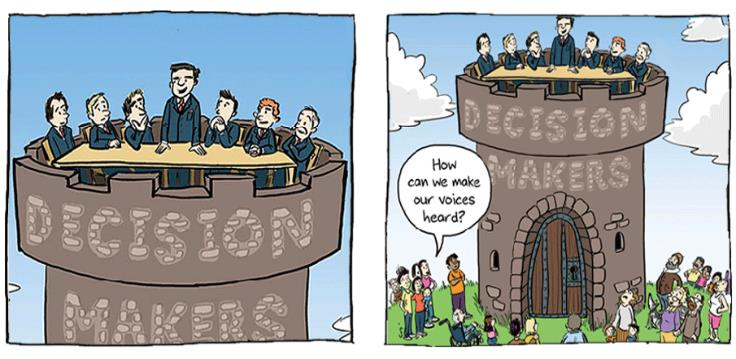 DECISION
MAKERS
DECISION
MAKERS
How
can we make
our voices
heard?